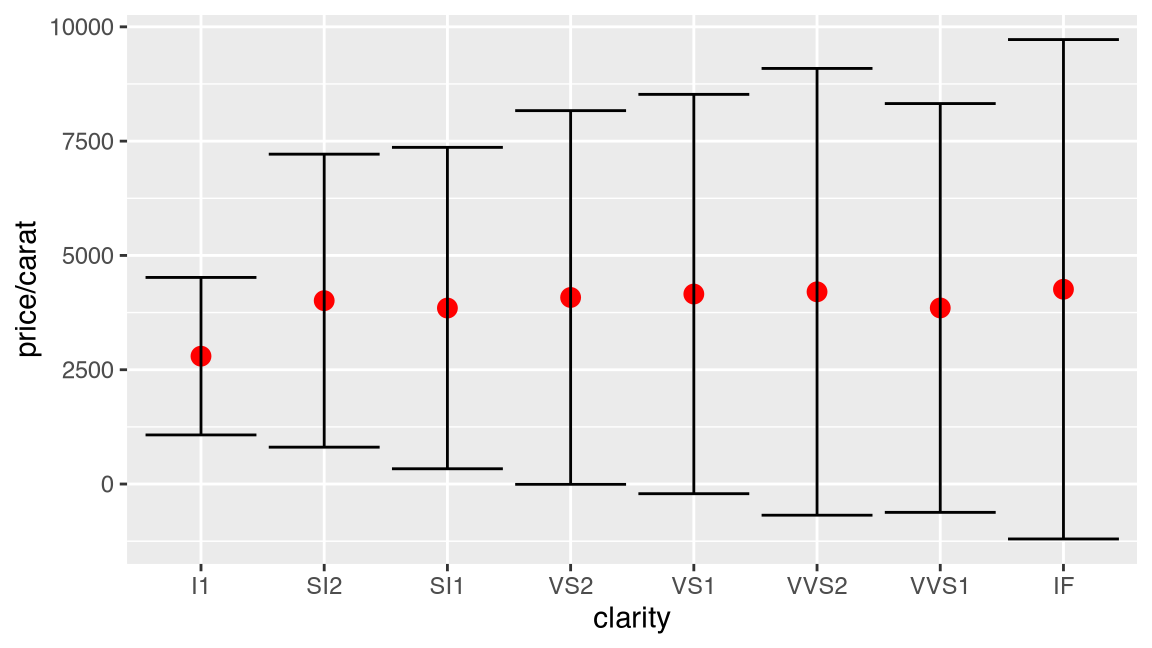 price/carat
10000
7500
5000
2500
0
I1 SI2 SI1 VS2 VS1 VVS2 VVS1 IF
clarity